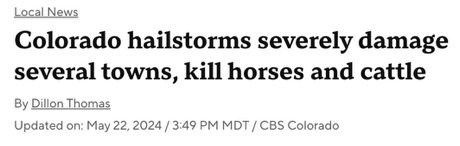 Local News
Colorado hailstorms severely damage
several towns, kill horses and cattle
By Dillon Thomas
Updated on: May 22, 2024 / 3:49 PM MDT / CBS Colorado